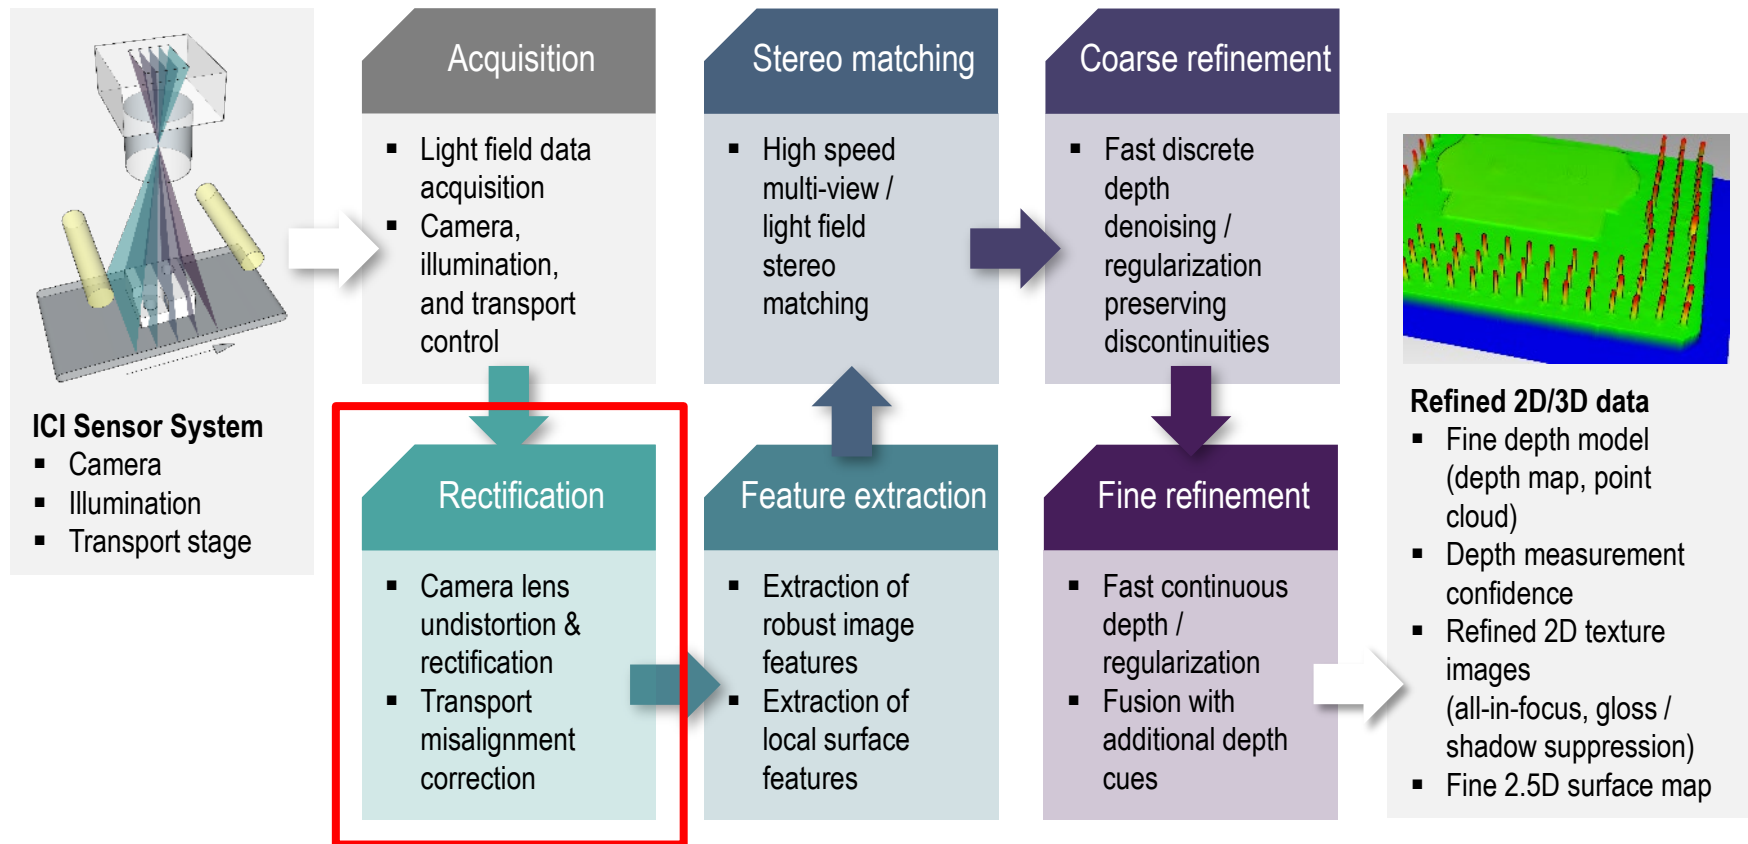 ICI Sensor System
▪ Camera
▪ Illumination
▪ Transport stage
Acquisition
▪ Light field data
acquisition
▪ Camera,
illumination,
and transport
control
Rectification
▪ Camera lens
undistortion &
rectification
▪ Transport
misalignment
correction
Feature extraction
▪ Extraction of
robust image
features
▪ Extraction of
local surface
features
Stereo matching
▪ High speed
multi-view /
light field
stereo
matching
Coarse refinement
▪ Fast discrete
depth
denoising /
regularization
preserving
discontinuities
Fine refinement
▪ Fast continuous
depth /
regularization
▪ Fusion with
additional depth
cues
Refined 2D/3D data
▪ Fine depth model
(depth map, point
cloud)
▪ Depth measurement
confidence
▪ Refined 2D texture
images
(all-in-focus, gloss /
shadow suppression)
▪ Fine 2.5D surface map